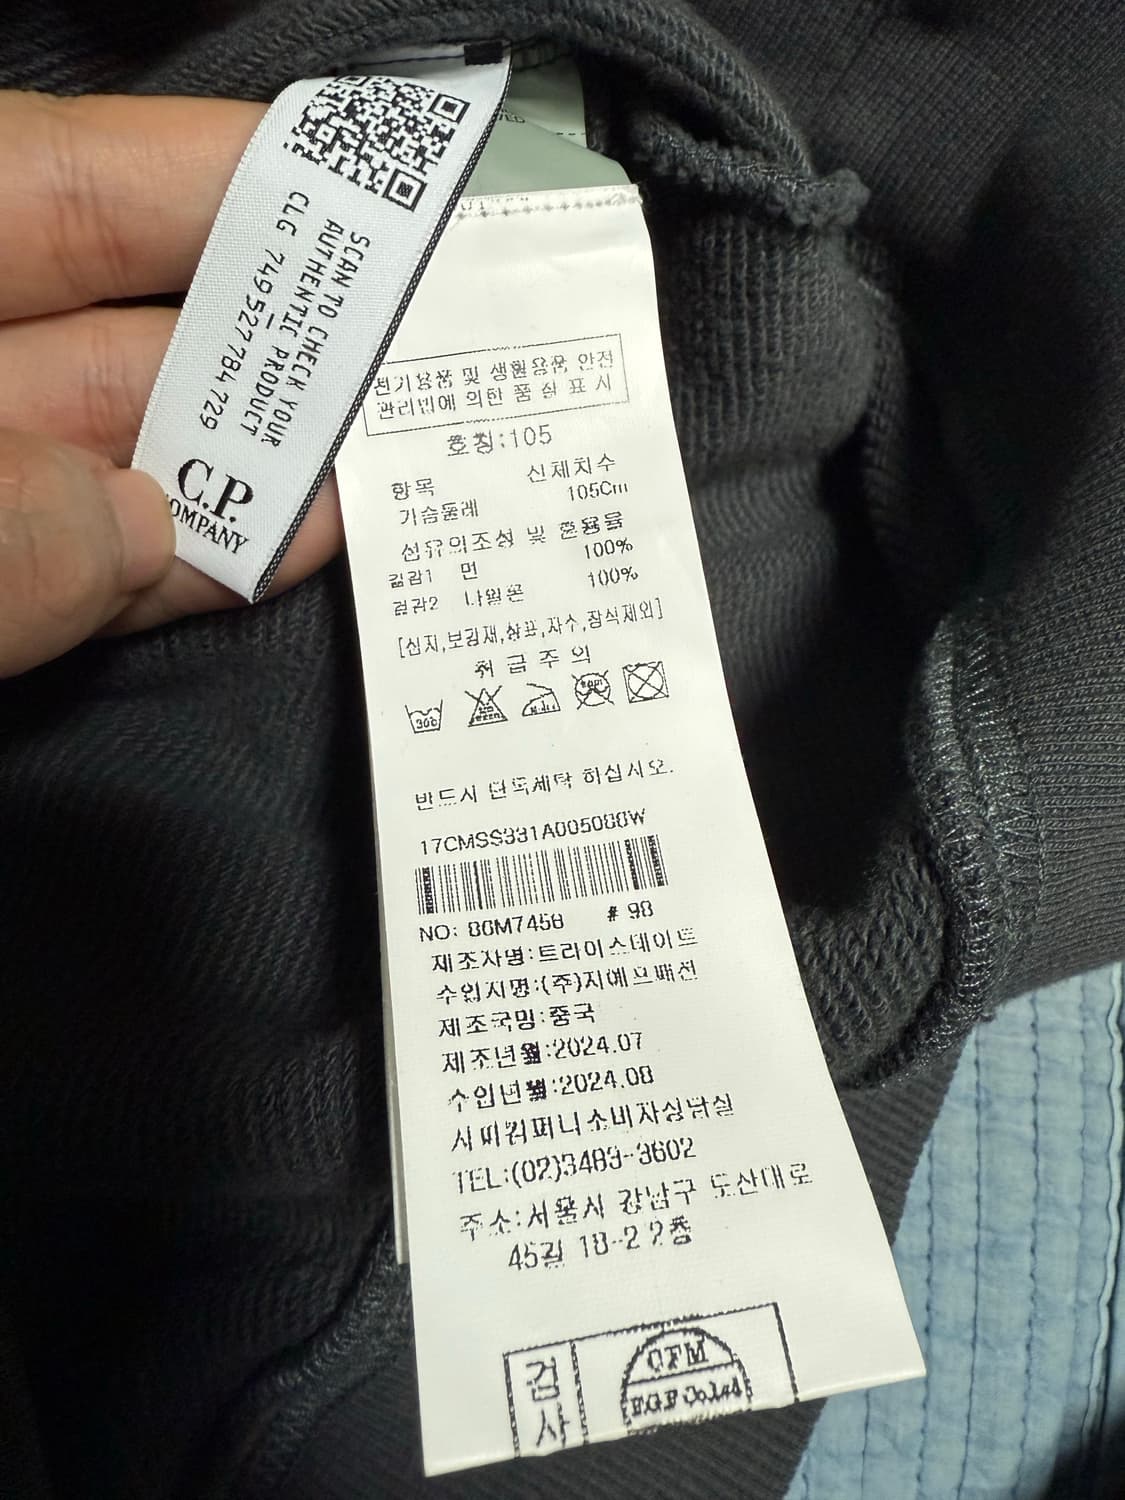 SCAN TO CHECK YOUR
AUTHENTIC PRODUCT
CLG 749 527 784 729
C.P.
COMPANY
전기용품 및 생활용품 안전
관리법에 의한 품 질 표 시
호칭:105
항목 신체치수
가슴둘레 105Cm
섬유의조성 및 혼용율
겉감1 면 100%
겉감2 나일론 100%
[심지,보강재,상표,자수,장식제외]
취 급 주 의
반드시 단독세탁 하십시오.
NO: # 98
제조자명:트라이스테이트
수입자명:(주)지에프패션
제조국명:중국
제조년월:2024.07
수입년월:2024.08
씨피컴퍼니소비자상담실
TEL:(02)3483-3602
주소:서울시 강남구 도산대로
45길 18-2 2층
검
사